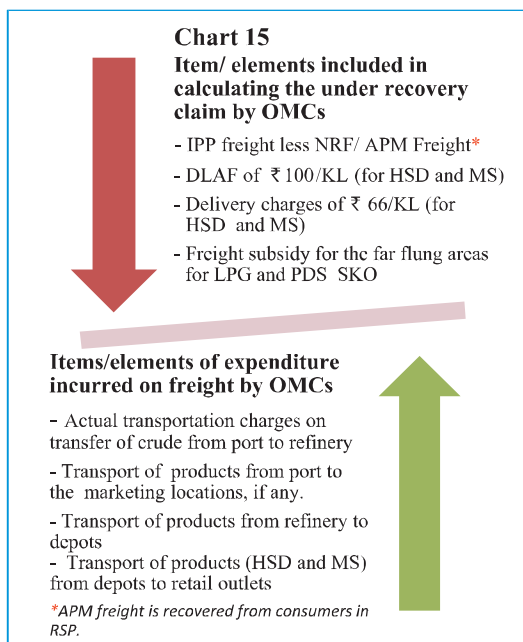 Chart 15
Item/ elements included in
calculating the under recovery
claim by OMCs
- IPP freight less NRF/ APM Freight*
- DLAF of ₹ 100/KL (for HSD and MS)
- Delivery charges of ₹ 66/KL (for
HSD and MS)
- Freight subsidy for the far flung areas
for LPG and PDS SKO
Items/elements of expenditure
incurred on freight by OMCs
- Actual transportation charges on
transfer of crude from port to refinery
- Transport of products from port to
the marketing locations, if any.
- Transport of products from refinery to
depots
- Transport of products (HSD and MS)
from depots to retail outlets
*APM freight is recovered from consumers in
RSP.